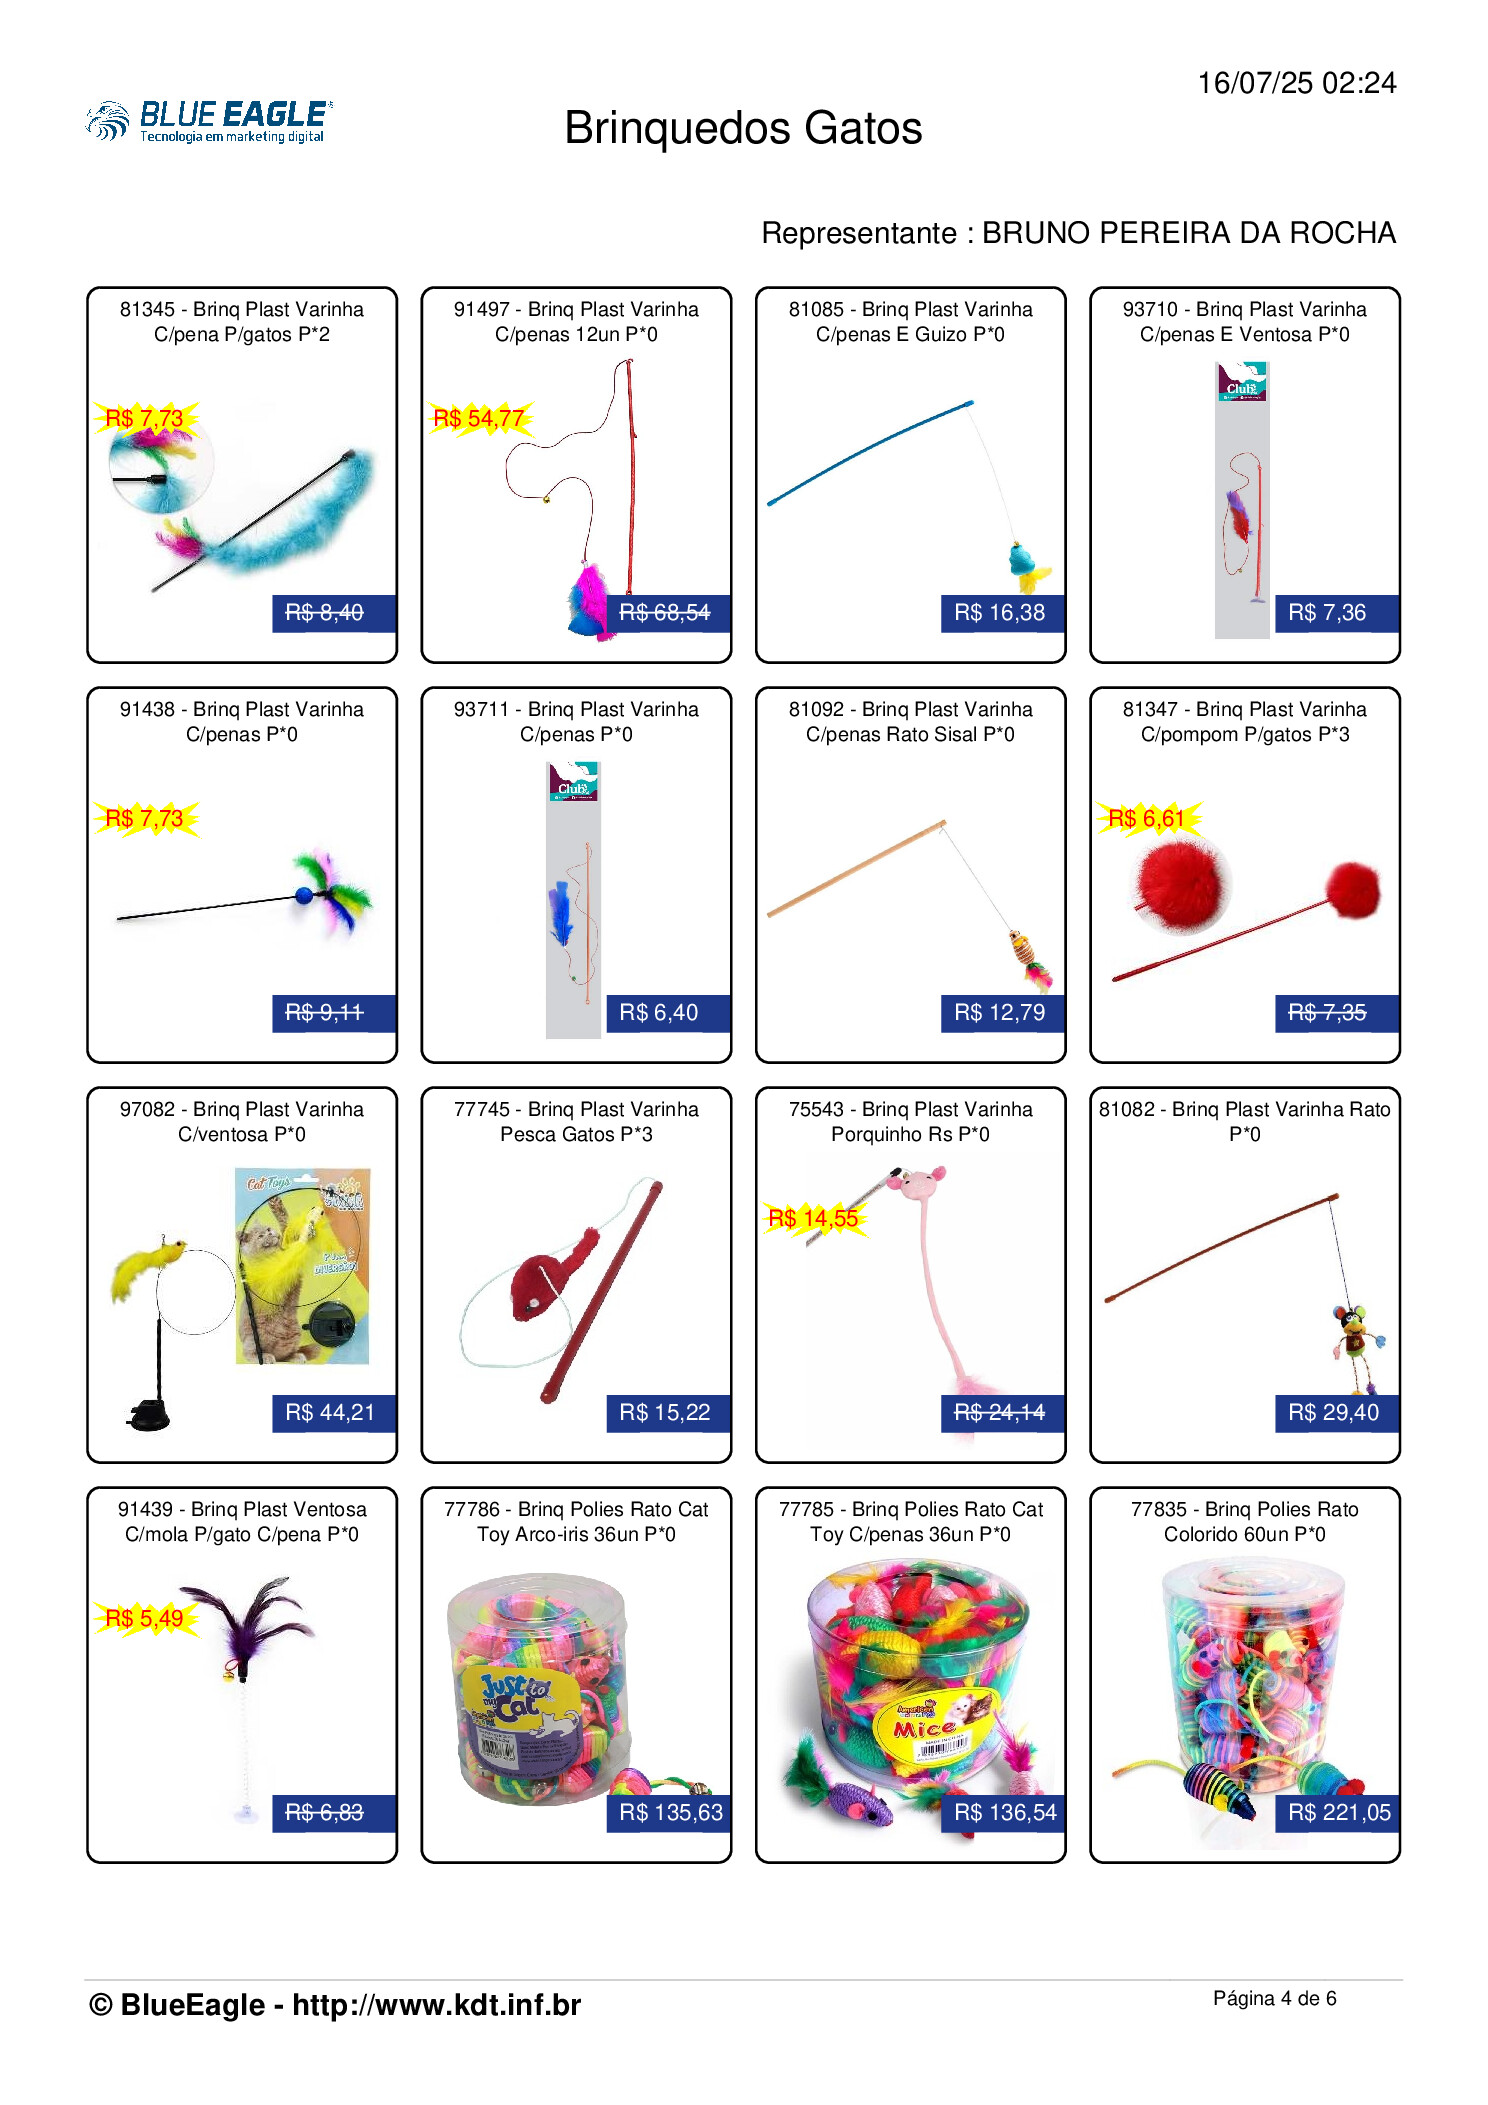 16/07/25 02:24
BLUE EAGLE
Tecnologia em marketing digital
Brinquedos Gatos
Representante : BRUNO PEREIRA DA ROCHA
81345 - Brinq Plast Varinha
C/pena P/gatos P*2
R$ 7,73
R$ 8,40
91497 - Brinq Plast Varinha
C/penas 12un P*0
R$ 54,77
R$ 68,54
81085 - Brinq Plast Varinha
C/penas E Guizo P*0
R$ 16,38
93710 - Brinq Plast Varinha
C/penas E Ventosa P*0
Club
R$ 7,36
91438 - Brinq Plast Varinha
C/penas P*0
R$ 7,73
R$ 9,11
93711 - Brinq Plast Varinha
C/penas P*0
Club
R$ 6,40
81092 - Brinq Plast Varinha
C/penas Rato Sisal P*0
R$ 12,79
81347 - Brinq Plast Varinha
C/pompom P/gatos P*3
R$ 6,61
R$ 7,35
97082 - Brinq Plast Varinha
C/ventosa P*0
Cat Toys
R$ 44,21
77745 - Brinq Plast Varinha
Pesca Gatos P*3
R$ 15,22
75543 - Brinq Plast Varinha
Porquinho Rs P*0
R$ 14,55
R$ 24,14
81082 - Brinq Plast Varinha Rato
P*0
R$ 29,40
91439 - Brinq Plast Ventosa
C/mola P/gato C/pena P*0
R$ 5,49
R$ 6,83
77786 - Brinq Polies Rato Cat
Toy Arco-iris 36un P*0
Just to
Cat
R$ 135,63
77785 - Brinq Polies Rato Cat
Toy C/penas 36un P*0
American
Mice
R$ 136,54
77835 - Brinq Polies Rato
Colorido 60un P*0
R$ 221,05
© BlueEagle - http://www.kdt.inf.br
Página 4 de 6